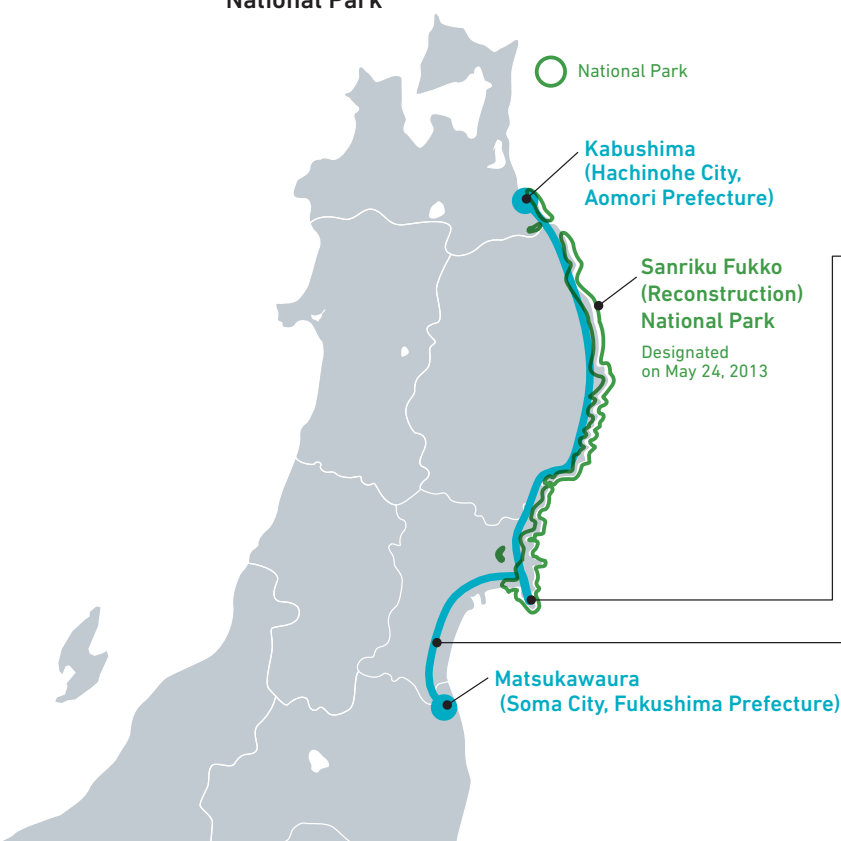 National Park
National Park
Kabushima
(Hachinohe City,
Aomori Prefecture)
Sanriku Fukko
(Reconstruction)
National Park
Designated
on May 24, 2013
Matsukawaura
(Soma City, Fukushima Prefecture)